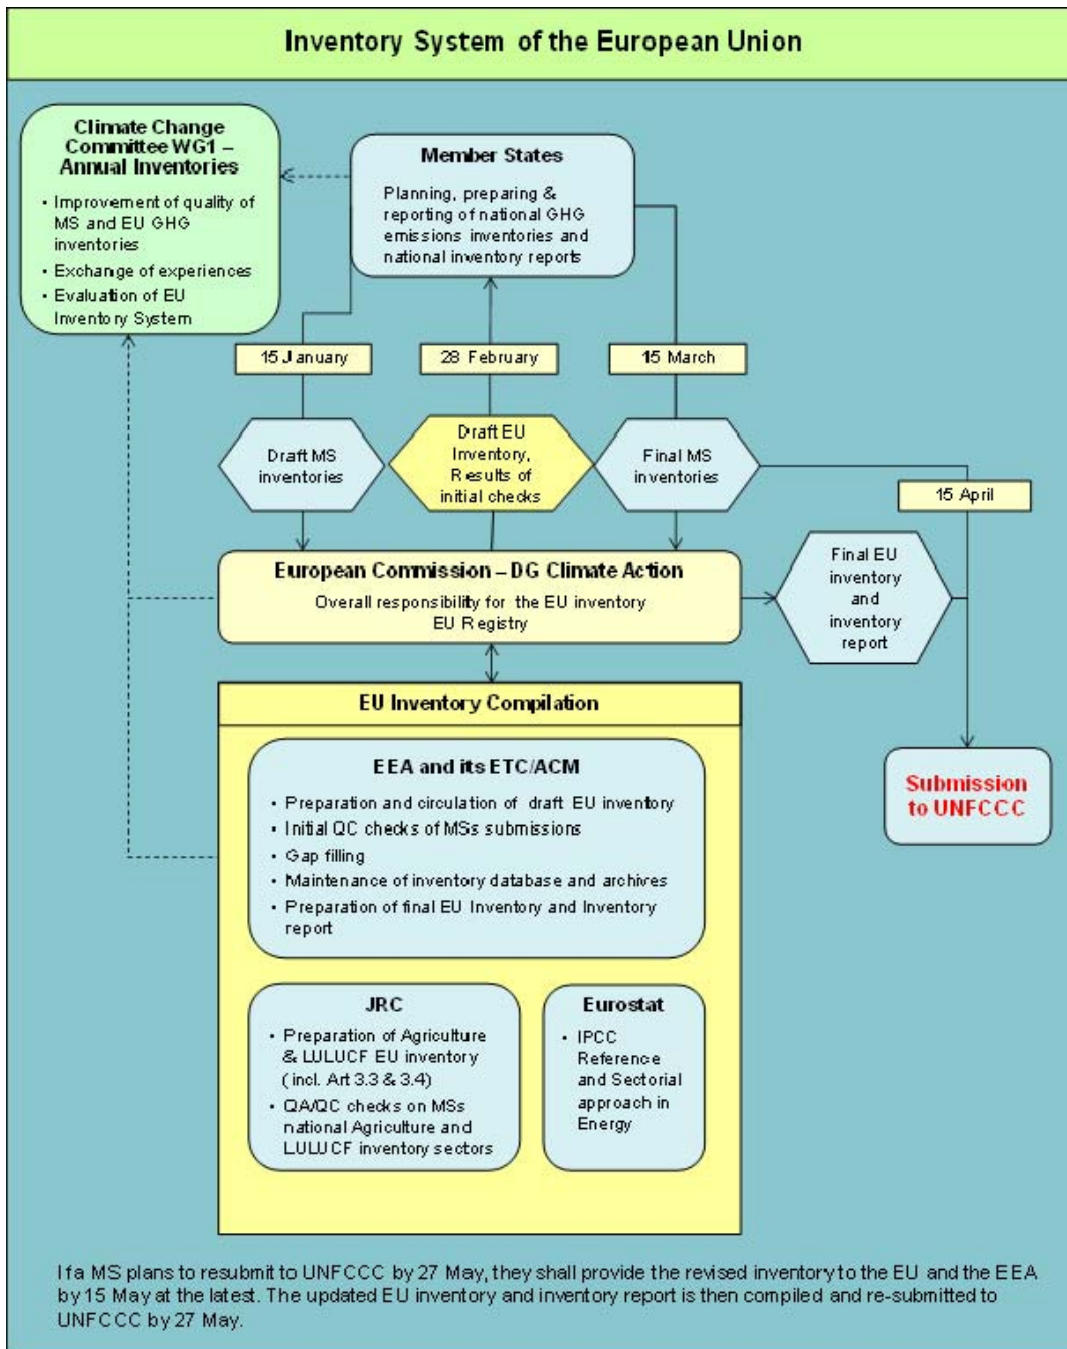 Inventory System of the European Union
Climate Change
Committee WG1 –
Annual Inventories
• Improvement of quality of
MS and EU GHG
inventories
• Exchange of experiences
• Evaluation of EU
Inventory System
Member States
Planning, preparing &
reporting of national GHG
emissions inventories and
national inventory reports
15 January
28 February
15 March
Draft MS
inventories
Draft EU
Inventory,
Results of
initial checks
Final MS
inventories
15 April
European Commission – DG Climate Action
Overall responsibility for the EU inventory
EU Registry
Final EU
inventory
and
inventory
report
EU Inventory Compilation
EEA and its ETC/ACM
• Preparation and circulation of draft EU inventory
• Initial QC checks of MSs submissions
• Gap filling
• Maintenance of inventory database and archives
• Preparation of final EU Inventory and Inventory
report
Submission
to UNFCCC
JRC
• Preparation of Agriculture
& LULUCF EU inventory
(incl. Art 3.3 & 3.4)
• QA/QC checks on MSs
national Agriculture and
LULUCF inventory sectors
Eurostat
• IPCC
Reference
and Sectorial
approach in
Energy
If a MS plans to resubmit to UNFCCC by 27 May, they shall provide the revised inventory to the EU and the EEA
by 15 May at the latest. The updated EU inventory and inventory report is then compiled and re-submitted to
UNFCCC by 27 May.